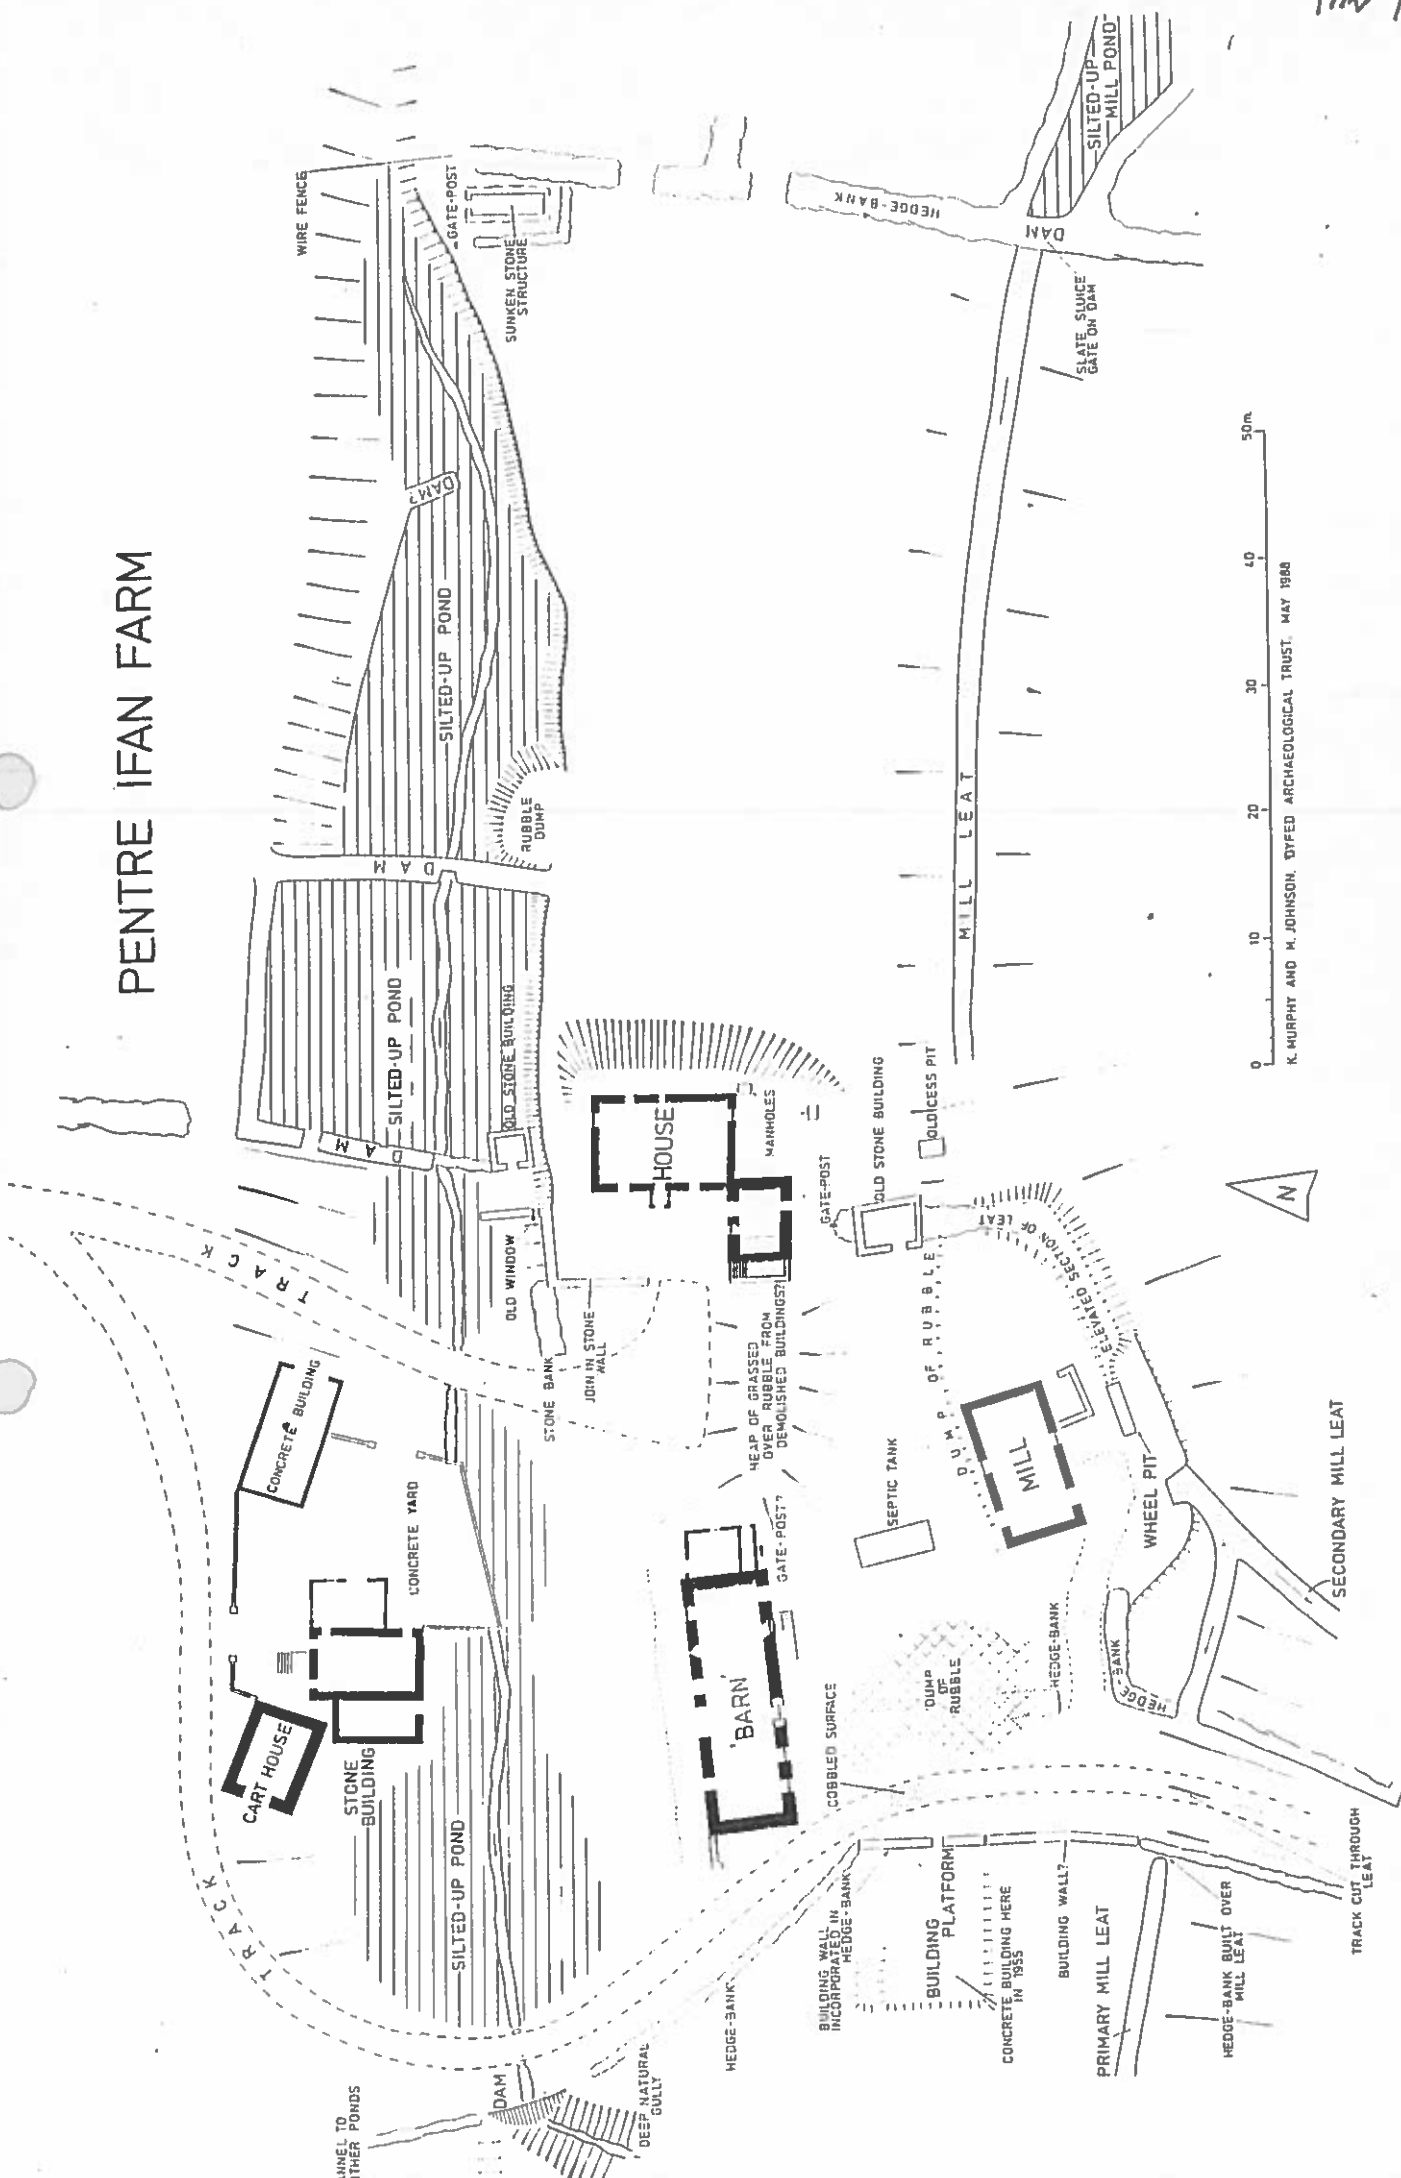 PENTRE IFAN FARM
WIRE FENCE
GATE-POST
SUNKEN STONE
STRUCTURE
HEDGE-BANK
SILTED-UP
MILL POND
DAM
SLATE SLUICE
GATE ON DAM
DAM?
SILTED-UP POND
RUBBLE
DUMP
DAM
SILTED-UP POND
OLD STONE BUILDING
DAM
MILL LEAT
0 10 20 30 40 50m
K. MURPHY AND M. JOHNSON, DYFED ARCHAEOLOGICAL TRUST, MAY 1988
N
HOUSE
MANHOLES
GATE-POST
OLD STONE BUILDING
OLD CESS PIT
TRACK
OLD WINDOW
STONE BANK
JOIN IN STONE
WALL
HEAP OF GRASSED
OVER RUBBLE FROM
DEMOLISHED BUILDINGS?
DUMP OF RUBBLE
ELEVATED SECTION OF LEAT
CONCRETE BUILDING
CONCRETE YARD
GATE-POST?
SEPTIC TANK
MILL
WHEEL PIT
SECONDARY MILL LEAT
CART HOUSE
STONE
BUILDING
SILTED-UP POND
BARN
COBBLED SURFACE
DUMP
OF
RUBBLE
HEDGE-BANK
HEDGE-BANK
TRACK
DAM
DEEP NATURAL
GULLY
HEDGE-BANK
BUILDING WALL
INCORPORATED IN
HEDGE-BANK
BUILDING
PLATFORM
CONCRETE BUILDING HERE
IN 1955
BUILDING WALL?
PRIMARY MILL LEAT
HEDGE-BANK BUILT OVER
MILL LEAT
TRACK CUT THROUGH
LEAT